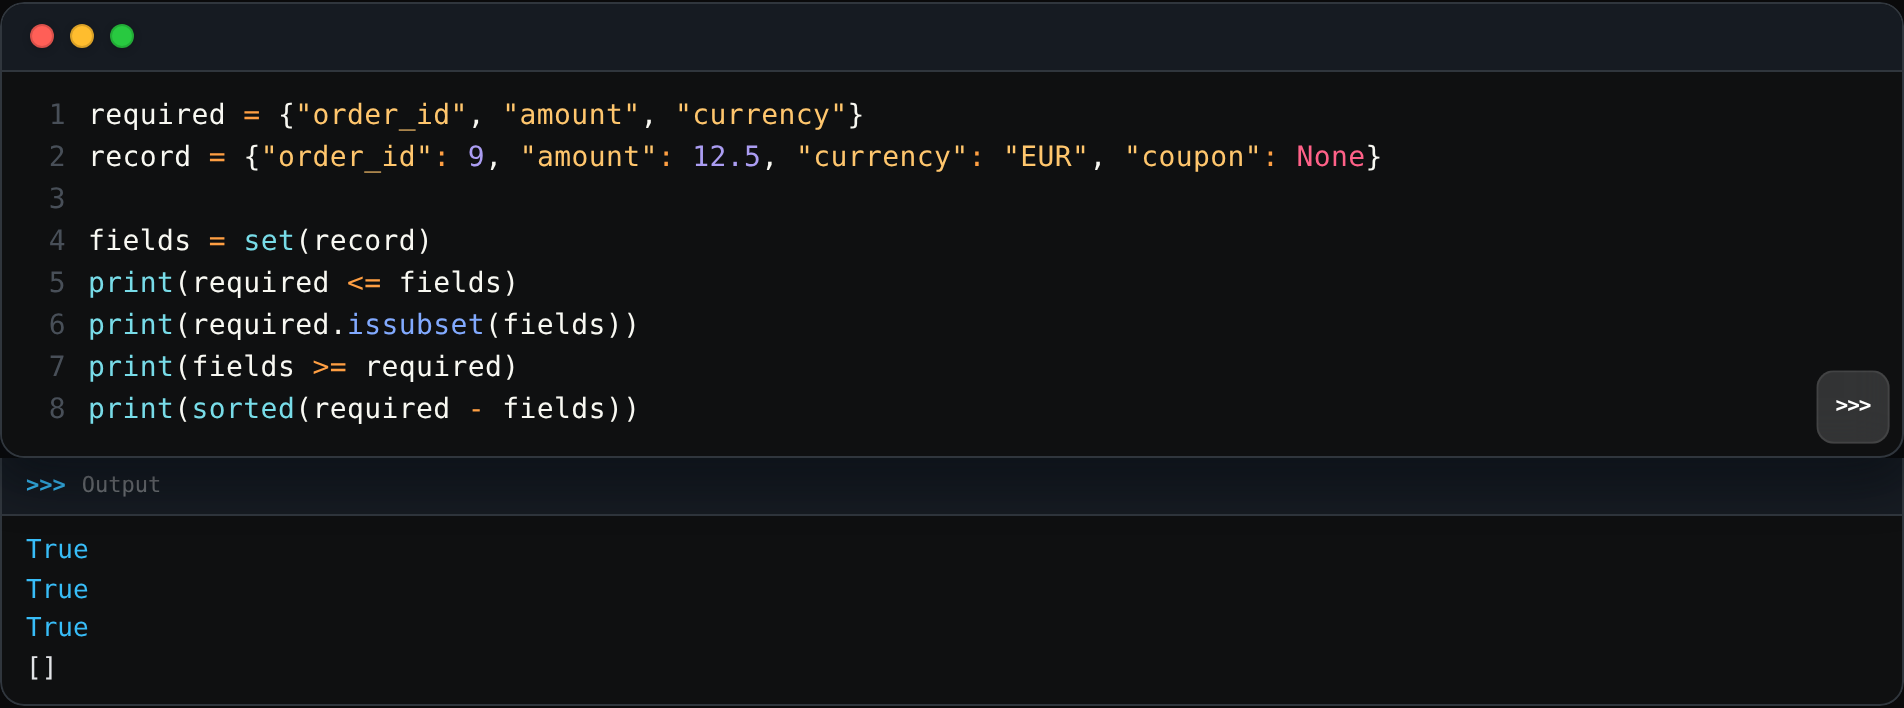 1 required = {"order_id", "amount", "currency"}
2 record = {"order_id": 9, "amount": 12.5, "currency": "EUR", "coupon": None}
3
4 fields = set(record)
5 print(required <= fields)
6 print(required.issubset(fields))
7 print(fields >= required)
8 print(sorted(required - fields))
>>>
>>> Output
True
True
True
[]